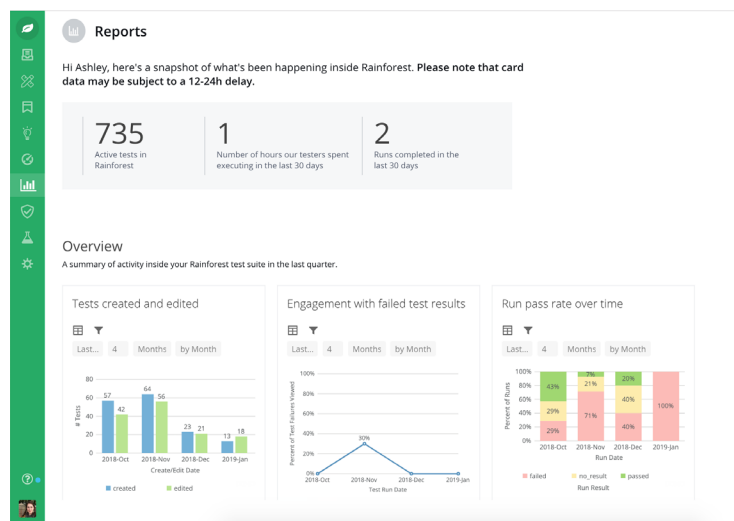 Reports
Hi Ashley, here's a snapshot of what's been happening inside Rainforest. Please note that card
data may be subject to a 12-24h delay.
735
Active tests in
Rainforest
1
Number of hours our testers spent
executing in the last 30 days
2
Runs completed in the
last 30 days
Overview
A summary of activity inside your Rainforest test suite in the last quarter.
Tests created and edited
Last... 4 Months by Month
# Tests
80
60
40
20
0
57
42
64
56
23
21
13
18
2018-Oct 2018-Nov 2018-Dec 2019-Jan
Create/Edit Date
created edited
Engagement with failed test results
Last... 4 Months by Month
Percent of Test Failures Viewed
100%
80%
60%
40%
20%
0%
30%
2018-Oct 2018-Nov 2018-Dec 2019-Jan
Test Run Date
Run pass rate over time
Last... 4 Months by Month
Percent of Runs
100%
80%
60%
40%
20%
0%
43%
29%
29%
7%
21%
71%
20%
40%
40%
100%
2018-Oct 2018-Nov 2018-Dec 2019-Jan
Run Date
failed no_result passed
Run Result